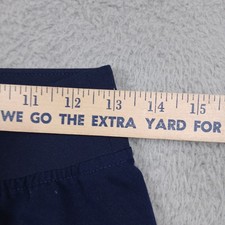 11 12 13 14 15
WE GO THE EXTRA YARD FOR